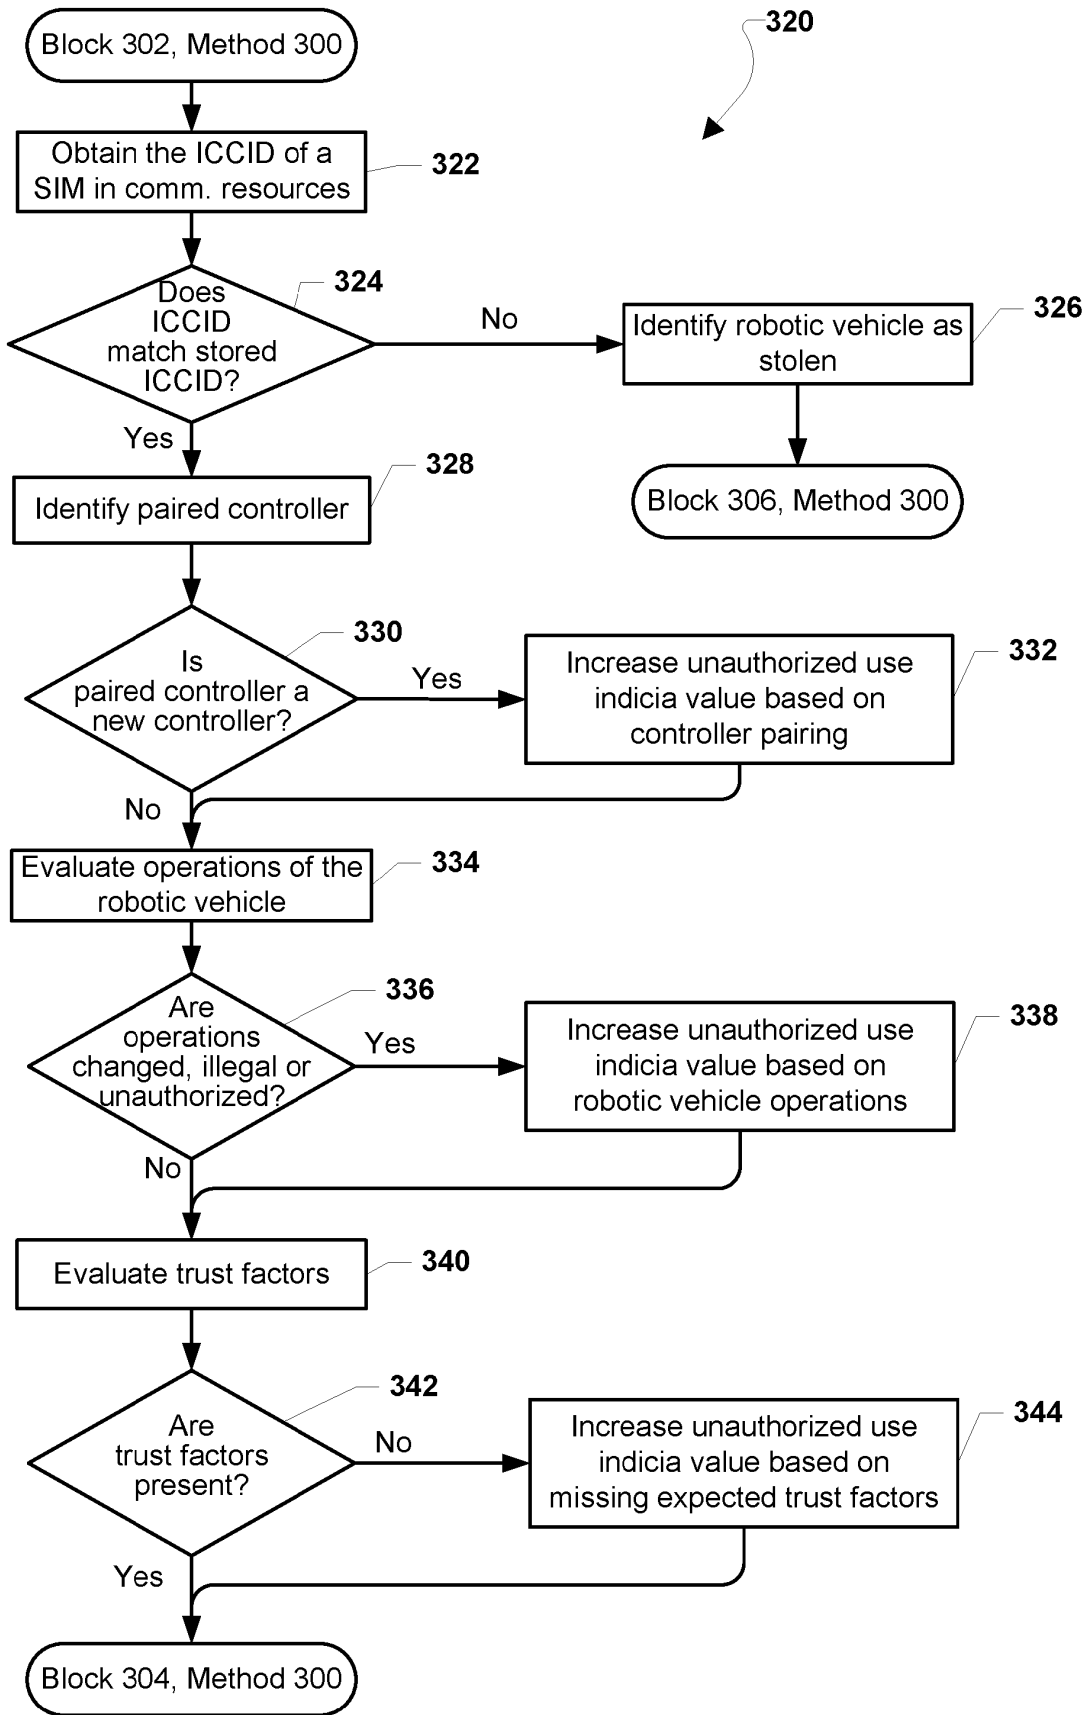 Block 302, Method 300
320
Obtain the ICCID of a
SIM in comm. resources
322
Does
ICCID
match stored
ICCID?
324
No
Identify robotic vehicle as
stolen
326
Yes
Block 306, Method 300
Identify paired controller
328
Is
paired controller a
new controller?
330
Yes
Increase unauthorized use
indicia value based on
controller pairing
332
No
Evaluate operations of the
robotic vehicle
334
Are
operations
changed, illegal or
unauthorized?
336
Yes
Increase unauthorized use
indicia value based on
robotic vehicle operations
338
No
Evaluate trust factors
340
Are
trust factors
present?
342
No
Increase unauthorized use
indicia value based on
missing expected trust factors
344
Yes
Block 304, Method 300